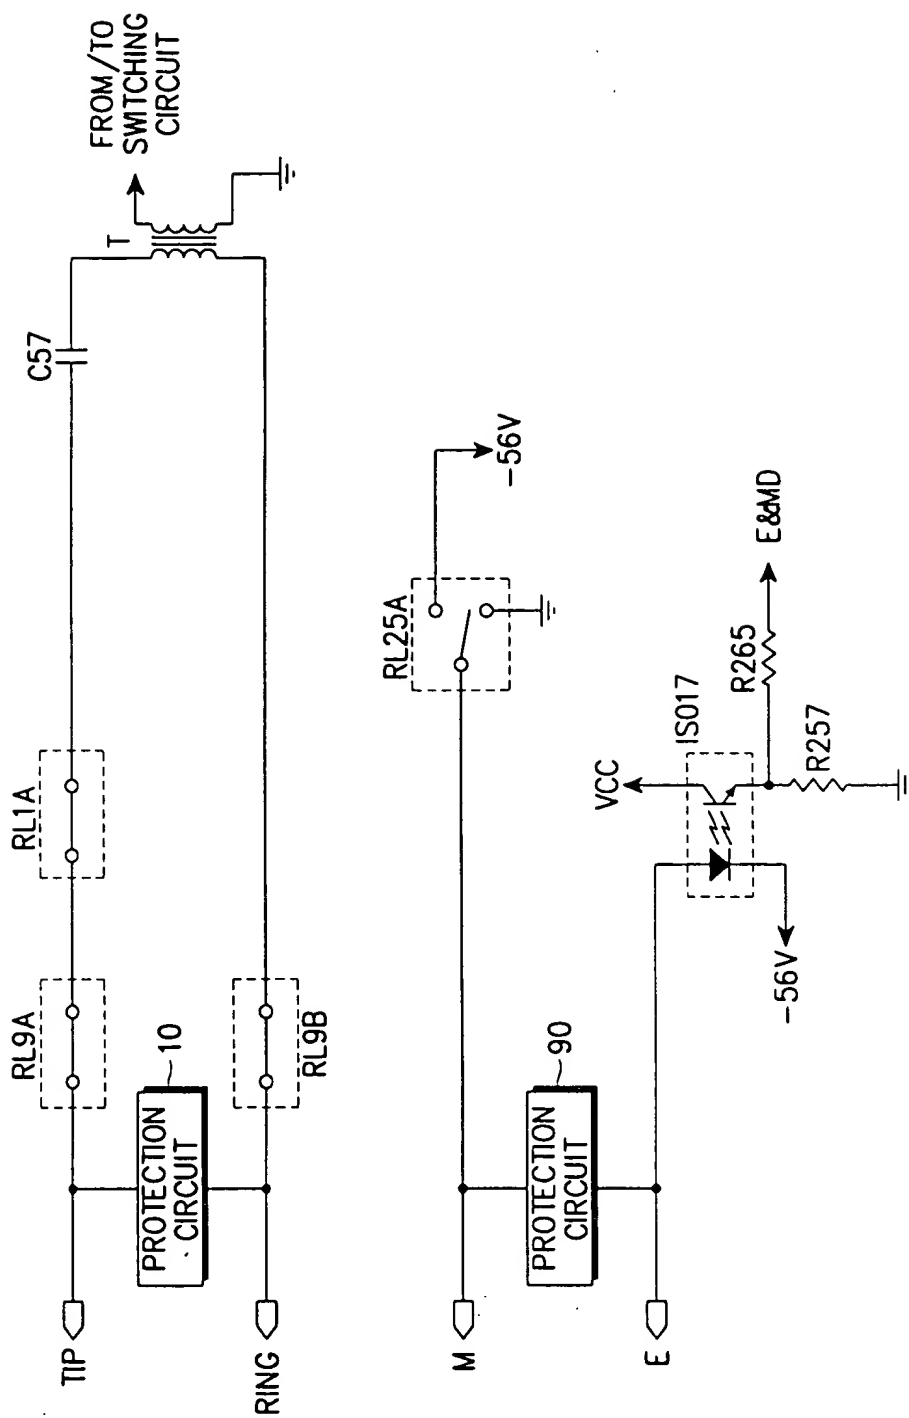 TIP
RING
PROTECTION
CIRCUIT
10
RL9A
RL9B
RL1A
C57
T
FROM/TO
SWITCHING
CIRCUIT
M
E
PROTECTION
CIRCUIT
90
RL25A
-56V
-56V
VCC
ISO17
R265
R257
E&MD